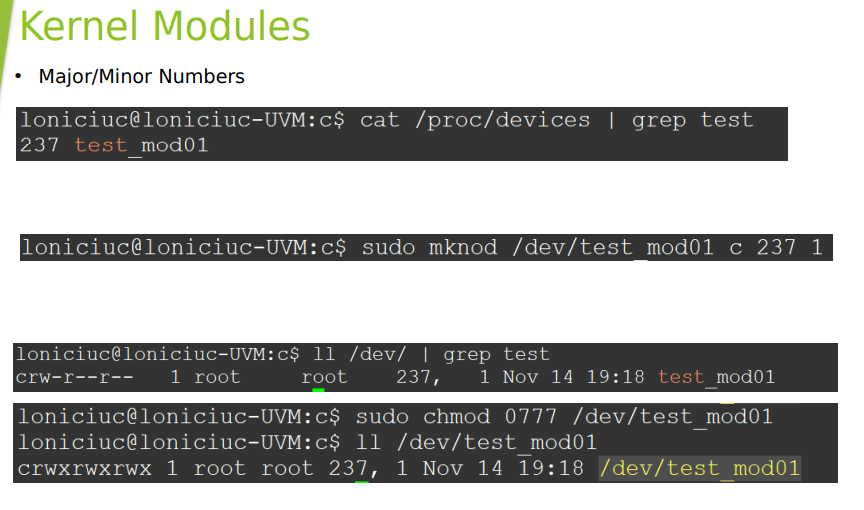 Kernel Modules
• Major/Minor Numbers
loniciuc@loniciuc-UVM:c$ cat /proc/devices | grep test
237 test_mod01
loniciuc@loniciuc-UVM:c$ sudo mknod /dev/test_mod01 c 237 1
loniciuc@loniciuc-UVM:c$ ll /dev/ | grep test
crw-r--r-- 1 root root 237, 1 Nov 14 19:18 test_mod01
loniciuc@loniciuc-UVM:c$ sudo chmod 0777 /dev/test_mod01
loniciuc@loniciuc-UVM:c$ ll /dev/test_mod01
crwxrwxrwx 1 root root 237, 1 Nov 14 19:18 /dev/test_mod01